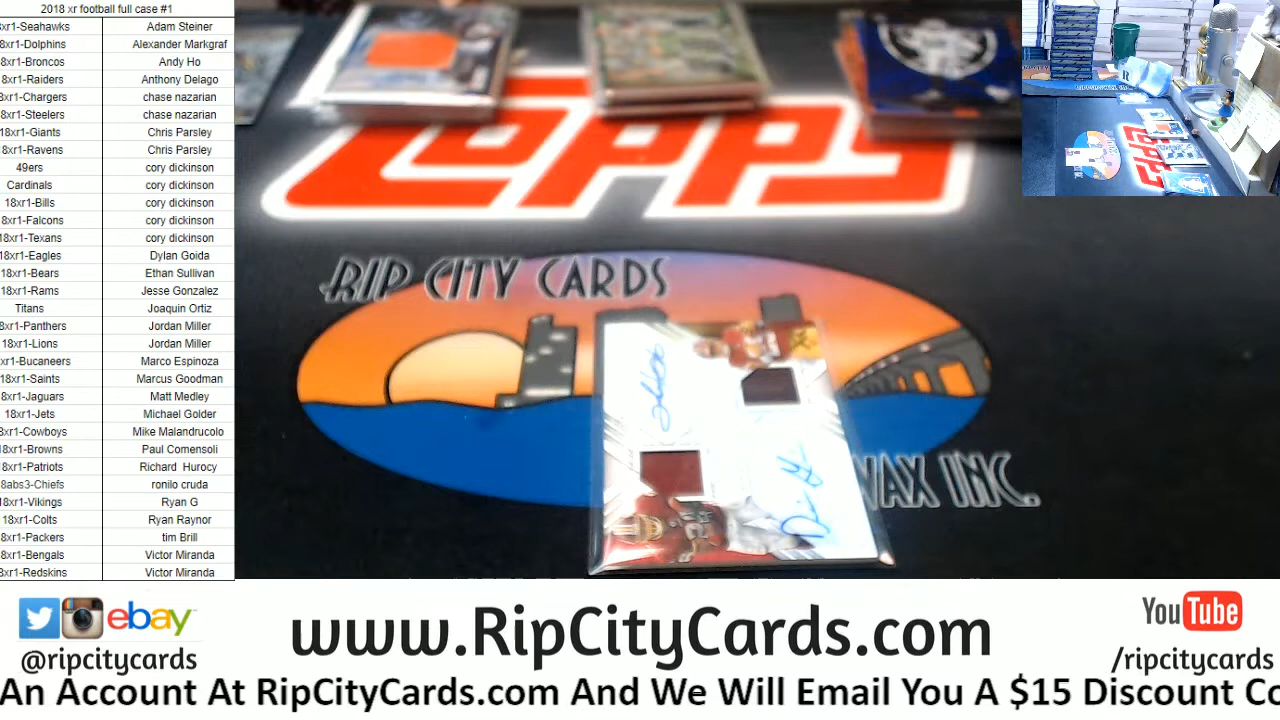 2018 xr football full case #1
xr1-Seahawks Adam Steiner
8xr1-Dolphins Alexander Markgraf
8xr1-Broncos Andy Ho
8xr1-Raiders Anthony Delago
8xr1-Chargers chase nazarian
8xr1-Steelers chase nazarian
18xr1-Giants Chris Parsley
18xr1-Ravens Chris Parsley
49ers cory dickinson
Cardinals cory dickinson
18xr1-Bills cory dickinson
8xr1-Falcons cory dickinson
18xr1-Texans cory dickinson
18xr1-Eagles Dylan Goida
18xr1-Bears Ethan Sullivan
18xr1-Rams Jesse Gonzalez
Titans Joaquin Ortiz
8xr1-Panthers Jordan Miller
18xr1-Lions Jordan Miller
xr1-Bucaneers Marco Espinoza
18xr1-Saints Marcus Goodman
8xr1-Jaguars Matt Medley
18xr1-Jets Michael Golder
8xr1-Cowboys Mike Malandrucolo
8xr1-Browns Paul Comensoli
8xr1-Patriots Richard Hurocy
8abs3-Chiefs ronilo cruda
18xr1-Vikings Ryan G
18xr1-Colts Ryan Raynor
8xr1-Packers tim Brill
8xr1-Bengals Victor Miranda
8xr1-Redskins Victor Miranda
TOPPS
RIP CITY CARDS
WAX INC.
ebay
@ripcitycards
www.RipCityCards.com
YouTube
/ripcitycards
An Account At RipCityCards.com And We Will Email You A $15 Discount Co